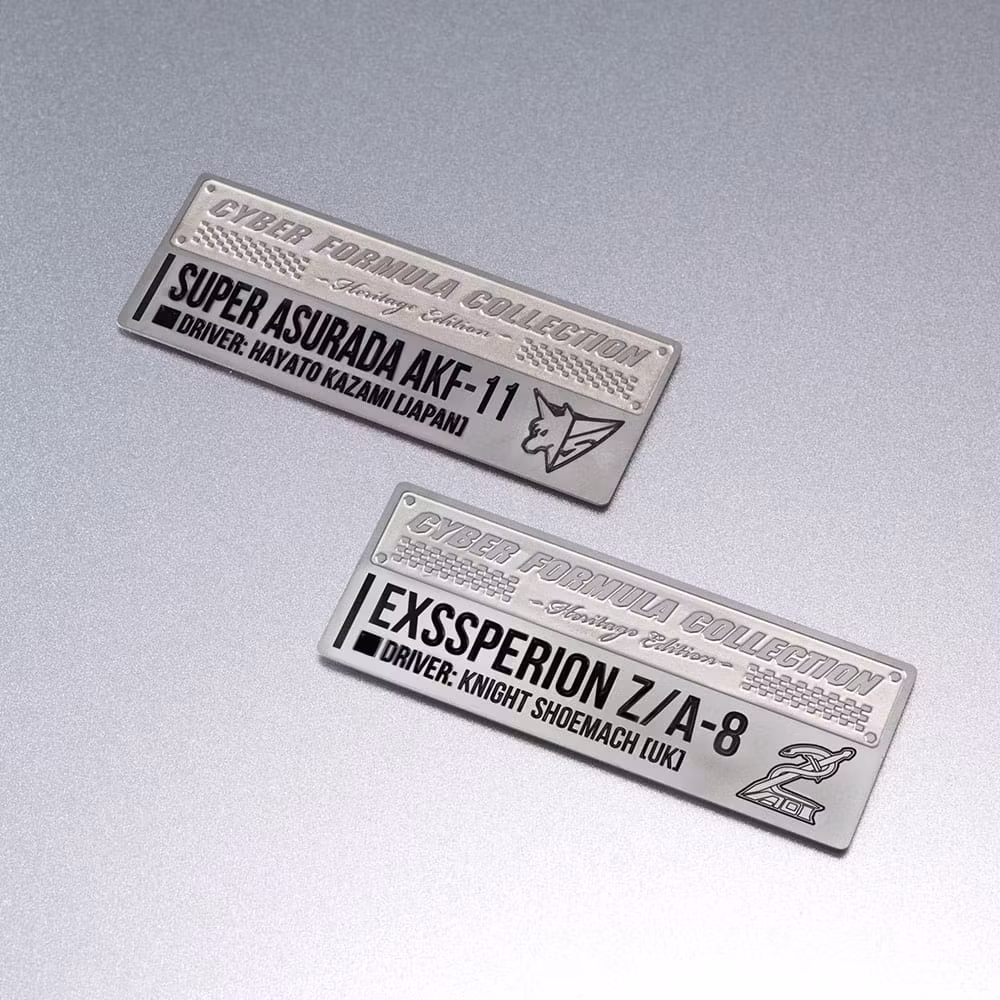 CYBER FORMULA COLLECTION
~Heritage Edition~
SUPER ASURADA AKF-11
DRIVER: HAYATO KAZAMI [JAPAN]
CYBER FORMULA COLLECTION
~Heritage Edition~
EXSSPERION Z/A-8
DRIVER: KNIGHT SHOEMACH [UK]